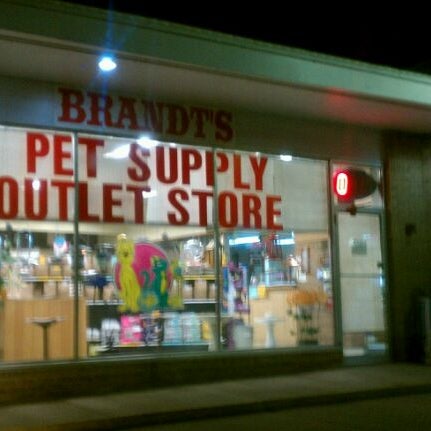 BRANDT'S
PET SUPPLY
OUTLET STORE